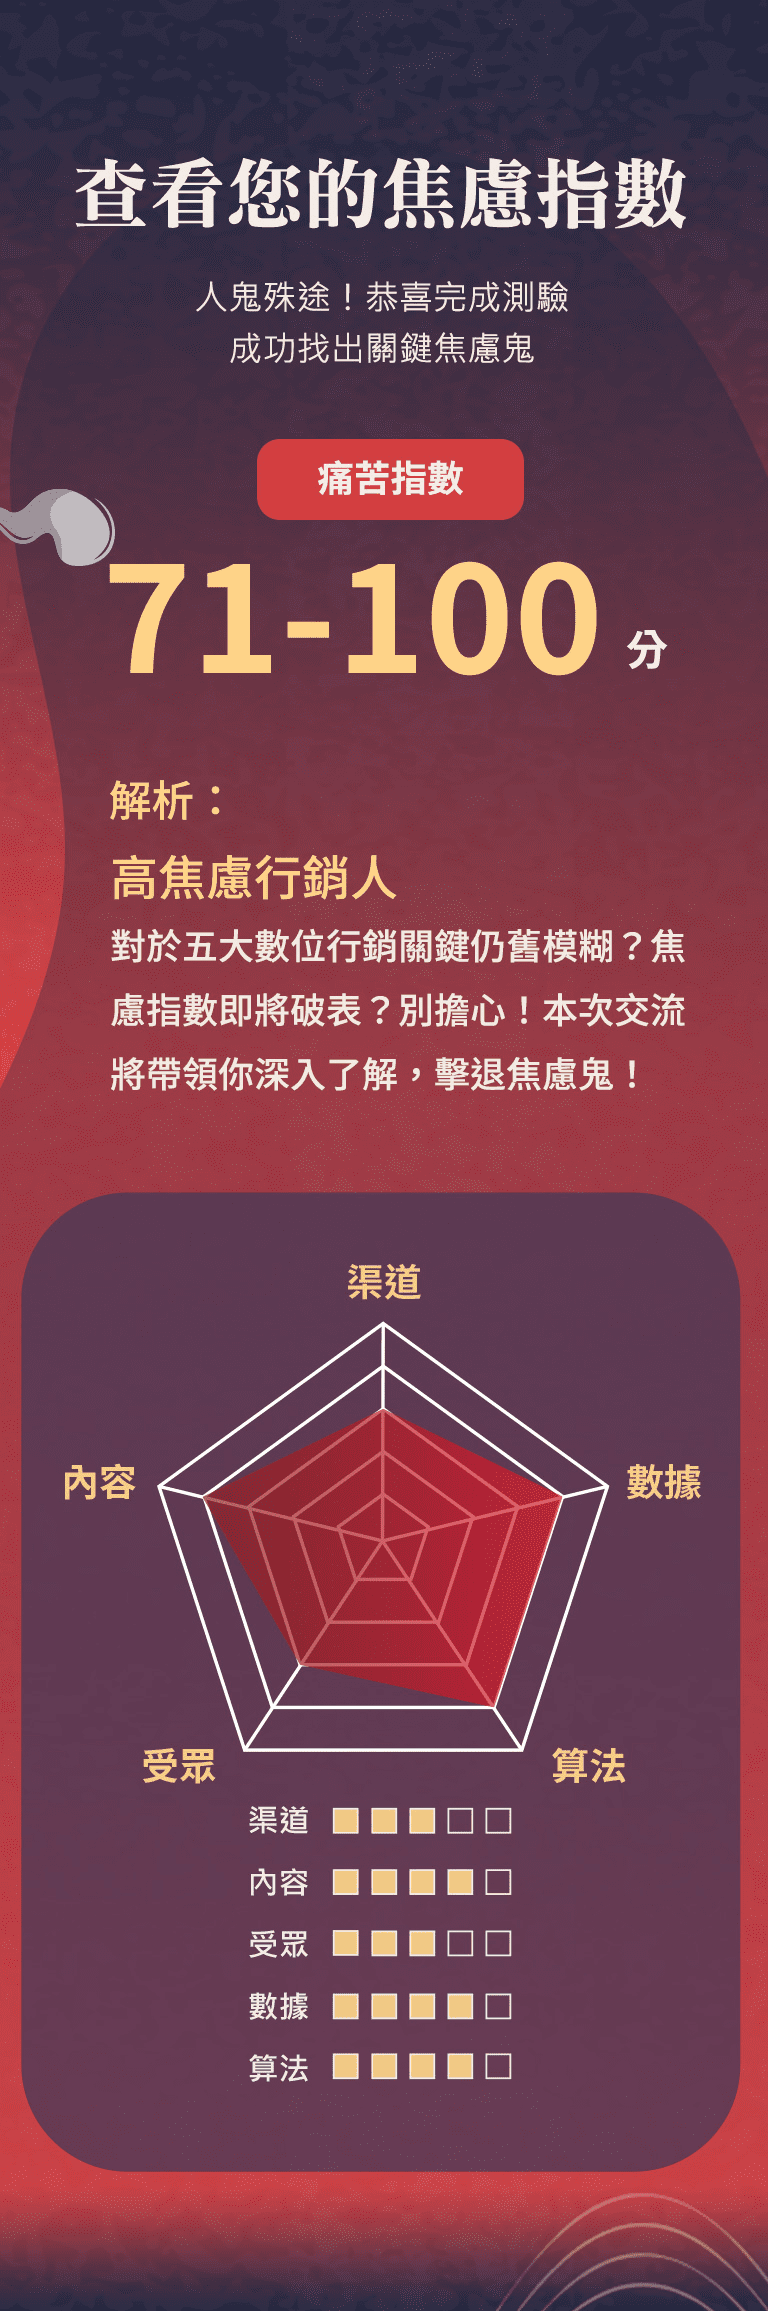 查看您的焦慮指數
人鬼殊途！恭喜完成測驗
成功找出關鍵焦慮鬼
痛苦指數
71-100 分
解析：
高焦慮行銷人
對於五大數位行銷關鍵仍舊模糊？焦
慮指數即將破表？別擔心！本次交流
將帶領你深入了解，擊退焦慮鬼！
渠道
內容
數據
受眾
算法
渠道
內容
受眾
數據
算法